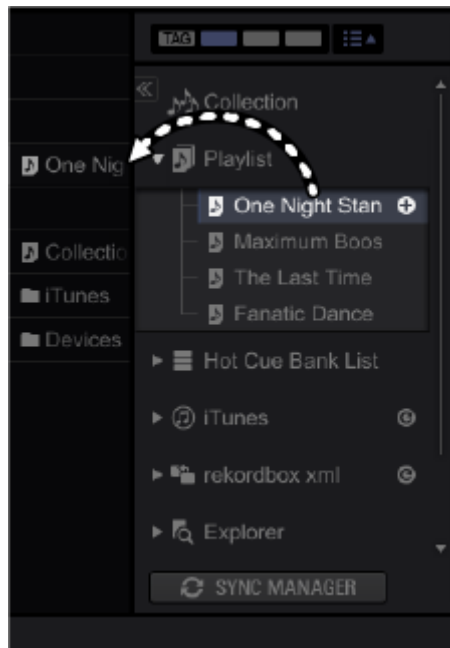 TAG
Collection
One Nig
Playlist
One Night Stan
Collectio
Maximum Boos
iTunes
The Last Time
Devices
Fanatic Dance
Hot Cue Bank List
iTunes
rekordbox xml
Explorer
SYNC MANAGER